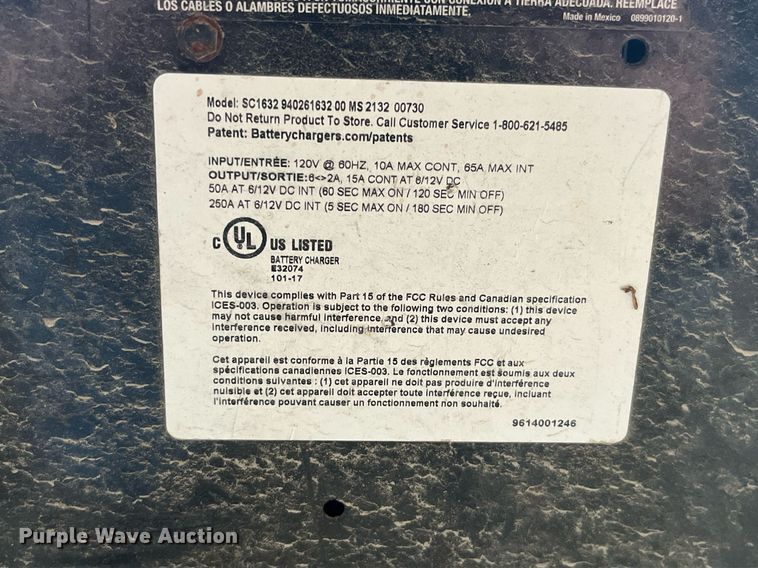 LOS CABLES O ALAMBRES DEFECTUOSOS INMEDIATAMENTE.
Made in Mexico 0899010120-1
Model: SC1632 940261632 00 MS 2132 00730
Do Not Return Product To Store. Call Customer Service 1-800-621-5485
Patent: Batterychargers.com/patents
INPUT/ENTRÉE: 120V @ 60HZ, 10A MAX CONT, 65A MAX INT
OUTPUT/SORTIE:6<>2A, 15A CONT AT 6/12V DC
50A AT 6/12V DC INT (60 SEC MAX ON / 120 SEC MIN OFF)
250A AT 6/12V DC INT (5 SEC MAX ON / 180 SEC MIN OFF)
C UL US LISTED
BATTERY CHARGER
E32074
101-17
This device complies with Part 15 of the FCC Rules and Canadian specification
ICES-003. Operation is subject to the following two conditions: (1) this device
may not cause harmful interference, and (2) this device must accept any
interference received, including interference that may cause undesired
operation.
Cet appareil est conforme à la Partie 15 des règlements FCC et aux
spécifications canadiennes ICES-003. Le fonctionnement est soumis aux deux
conditions suivantes : (1) cet appareil ne doit pas produire d'interférence
nuisible et (2) cet appareil doit accepter toute interférence reçue, incluant
l'interférence pouvant causer un fonctionnement non souhaité.
9614001246
Purple Wave Auction